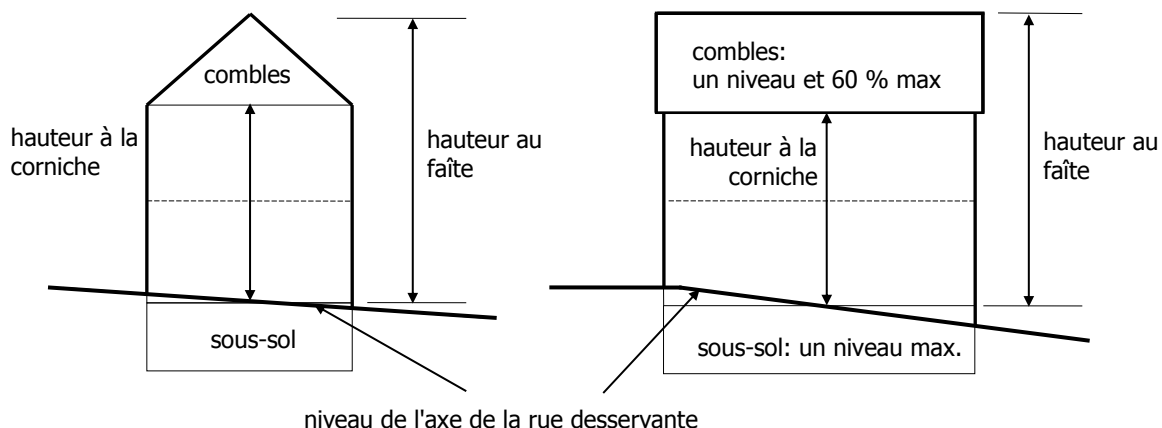 combles
hauteur à la
corniche
hauteur au
faîte
sous-sol
combles:
un niveau et 60 % max
hauteur à la
corniche
hauteur au
faîte
sous-sol: un niveau max.
niveau de l'axe de la rue desservante